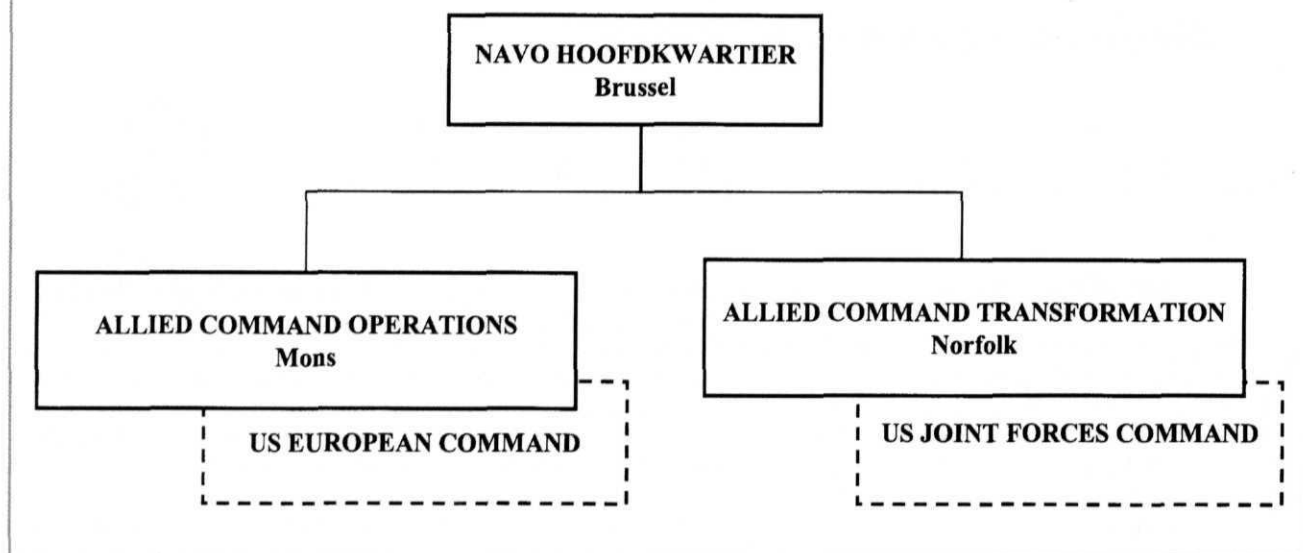 NAVO HOOFDKWARTIER
Brussel
ALLIED COMMAND OPERATIONS
Mons
US EUROPEAN COMMAND
ALLIED COMMAND TRANSFORMATION
Norfolk
US JOINT FORCES COMMAND